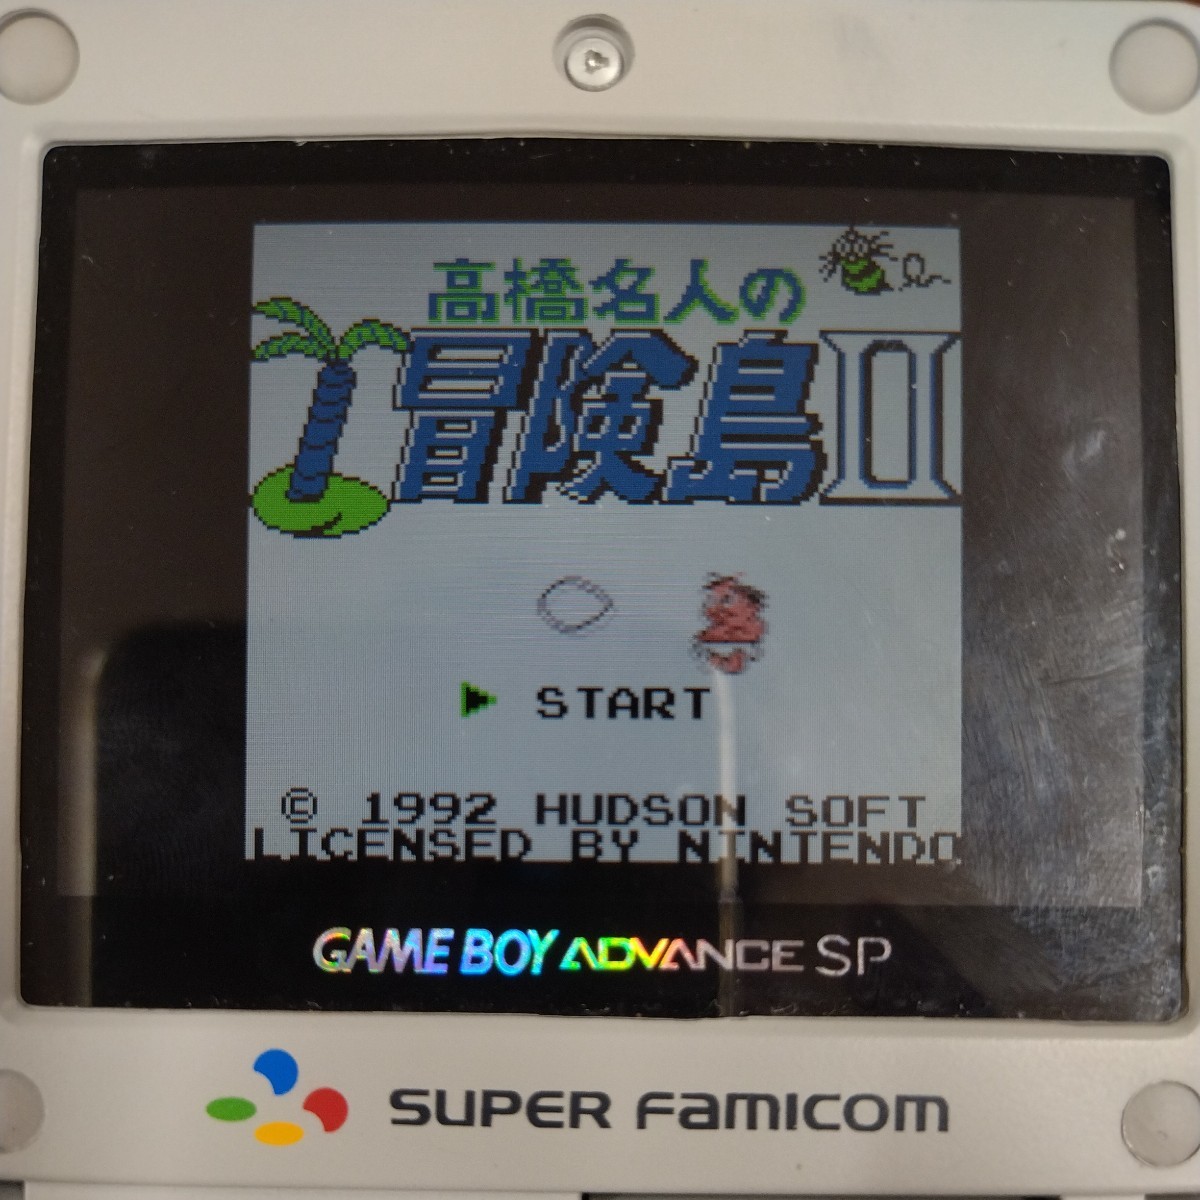 高橋名人の
冒険島II
START
© 1992 HUDSON SOFT
LICENSED BY NINTENDO
GAME BOY ADVANCE SP
SUPER FAMICOM